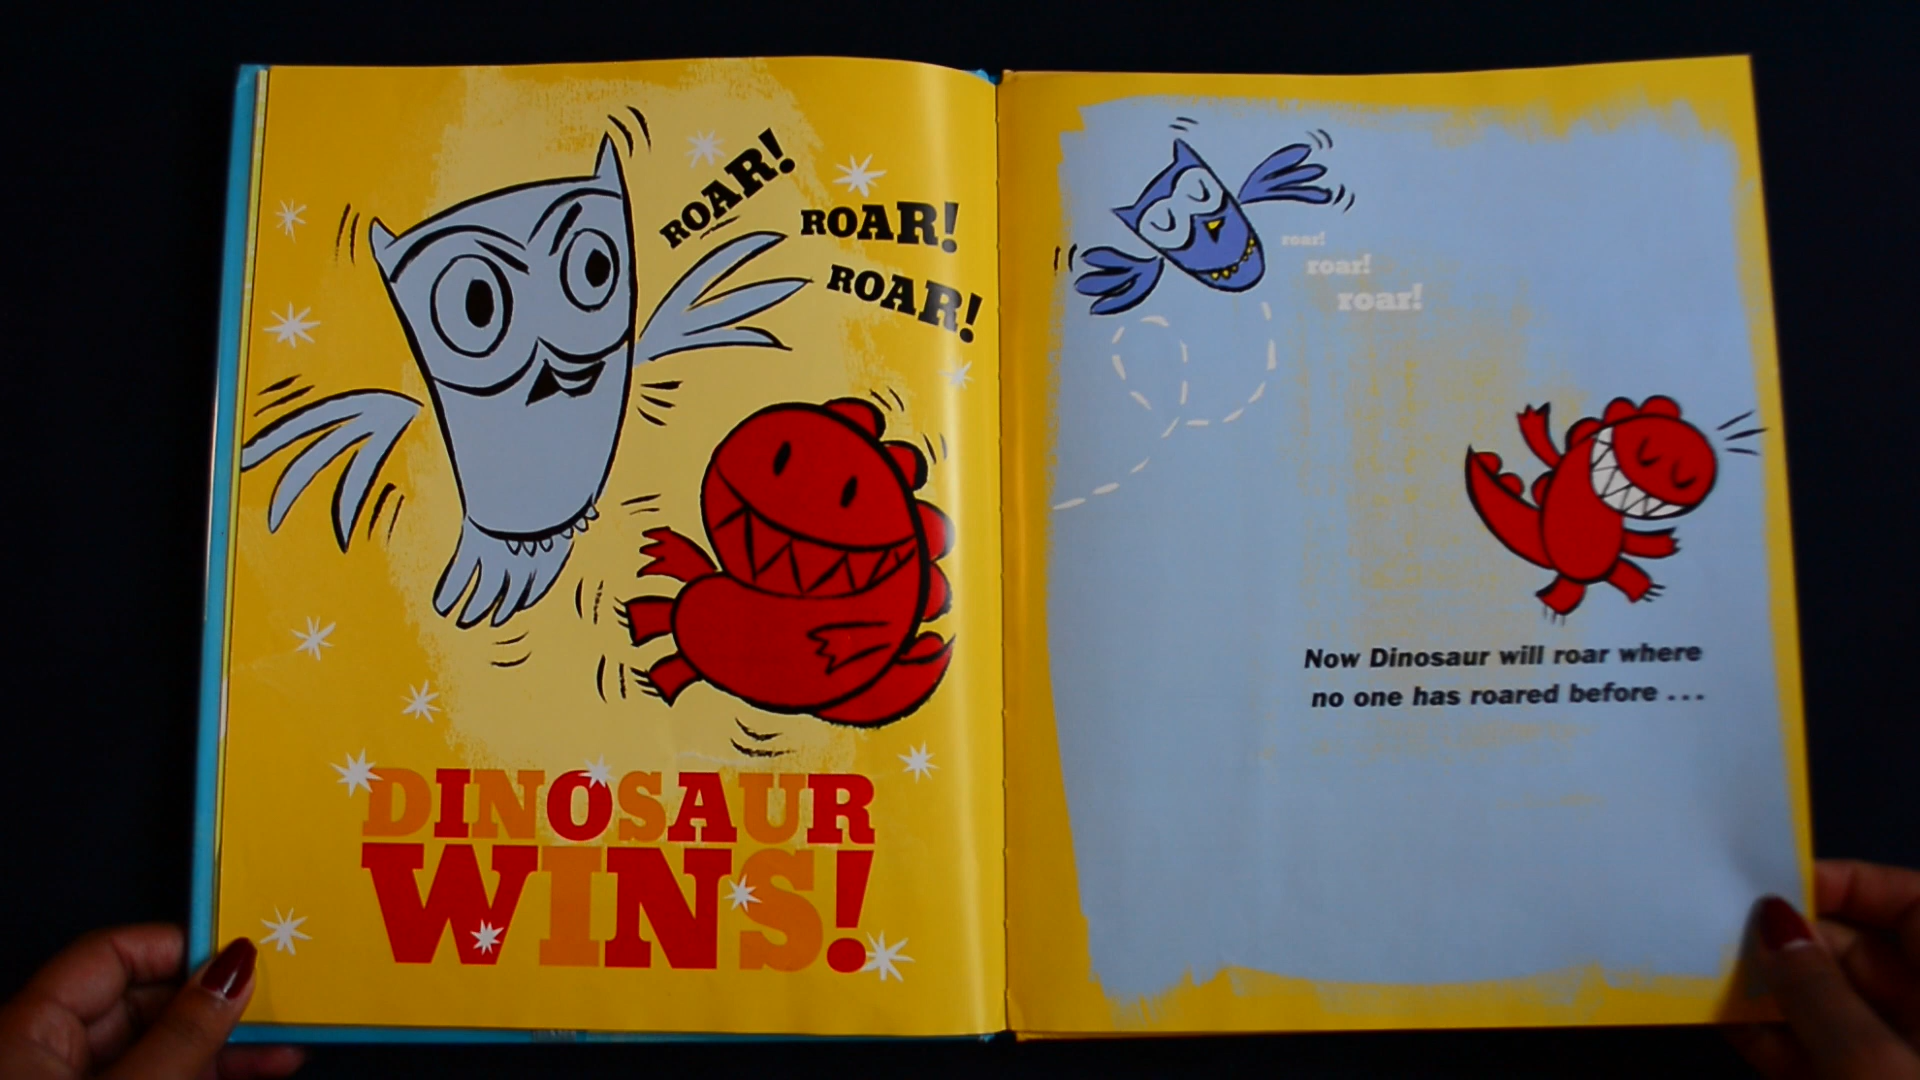 ROAR!
ROAR!
ROAR!
DINOSAUR
WINS!
roar!
roar!
roar!
Now Dinosaur will roar where
no one has roared before ...